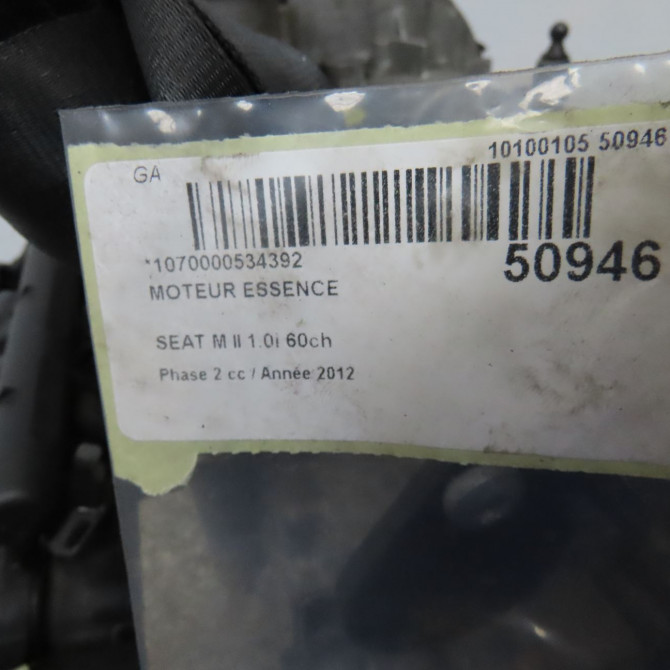 10100105 50946
GA
*1070000534392
50946
MOTEUR ESSENCE
SEAT M II 1.0i 60ch
Phase 2 cc / Année 2012